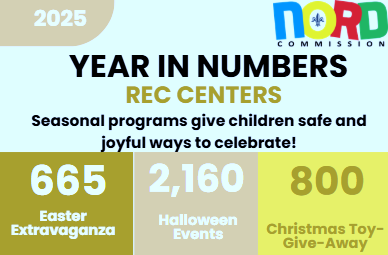 2025
NORD
COMMISSION
YEAR IN NUMBERS
REC CENTERS
Seasonal programs give children safe and
joyful ways to celebrate!
665
Easter
Extravaganza
2,160
Halloween
Events
800
Christmas Toy-
Give-Away